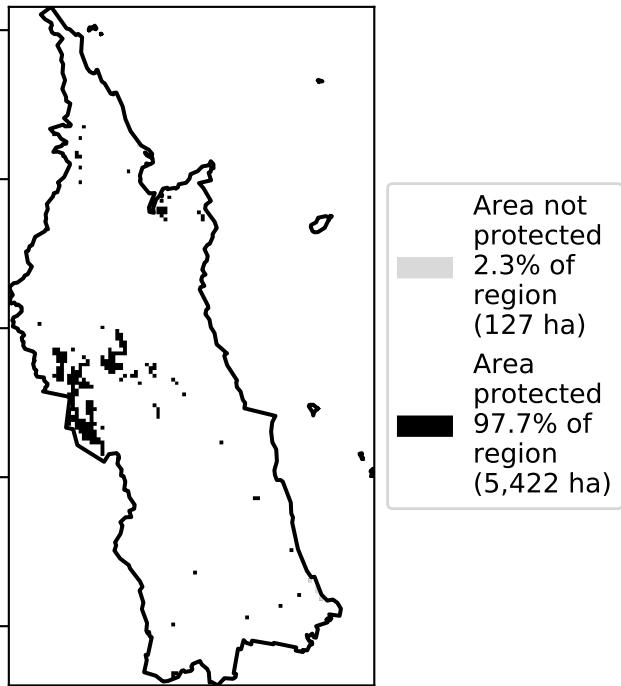 Area not
protected
2.3% of
region
(127 ha)
Area
protected
97.7% of
region
(5,422 ha)